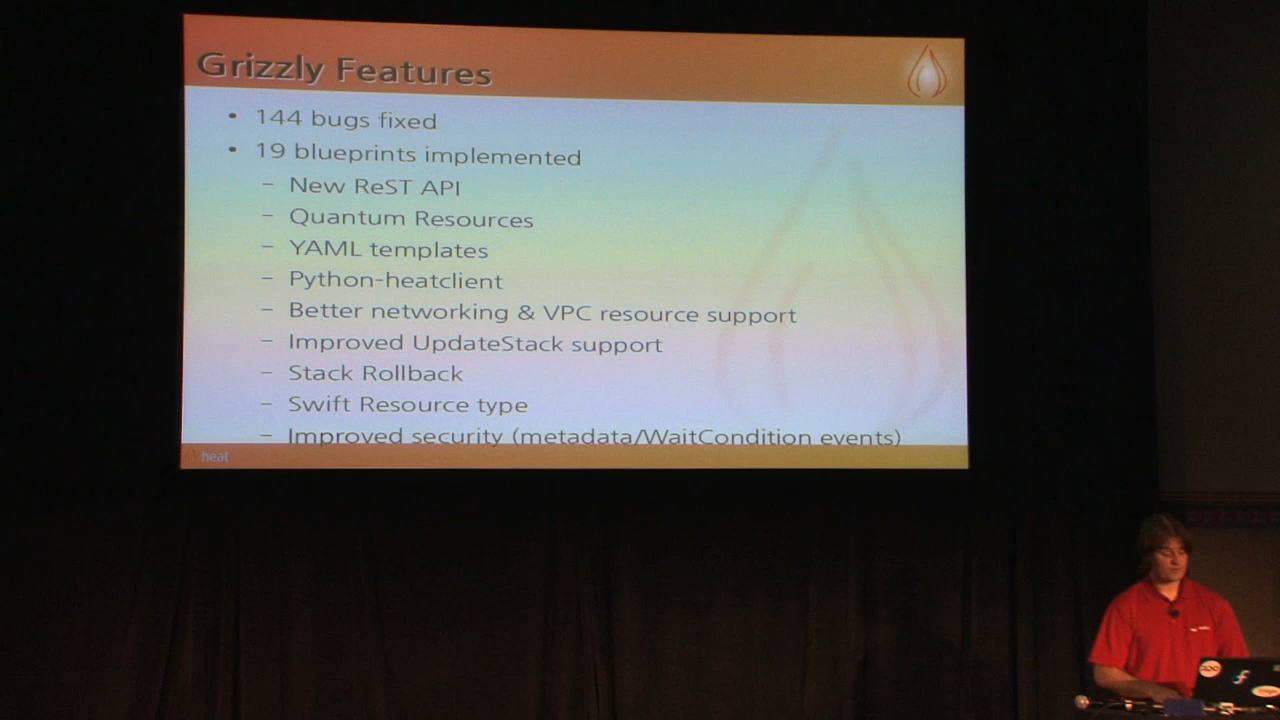 Grizzly Features
• 144 bugs fixed
• 19 blueprints implemented
– New ReST API
– Quantum Resources
– YAML templates
– Python-heatclient
– Better networking & VPC resource support
– Improved UpdateStack support
– Stack Rollback
– Swift Resource type
– Improved security (metadata/WaitCondition events)
heat